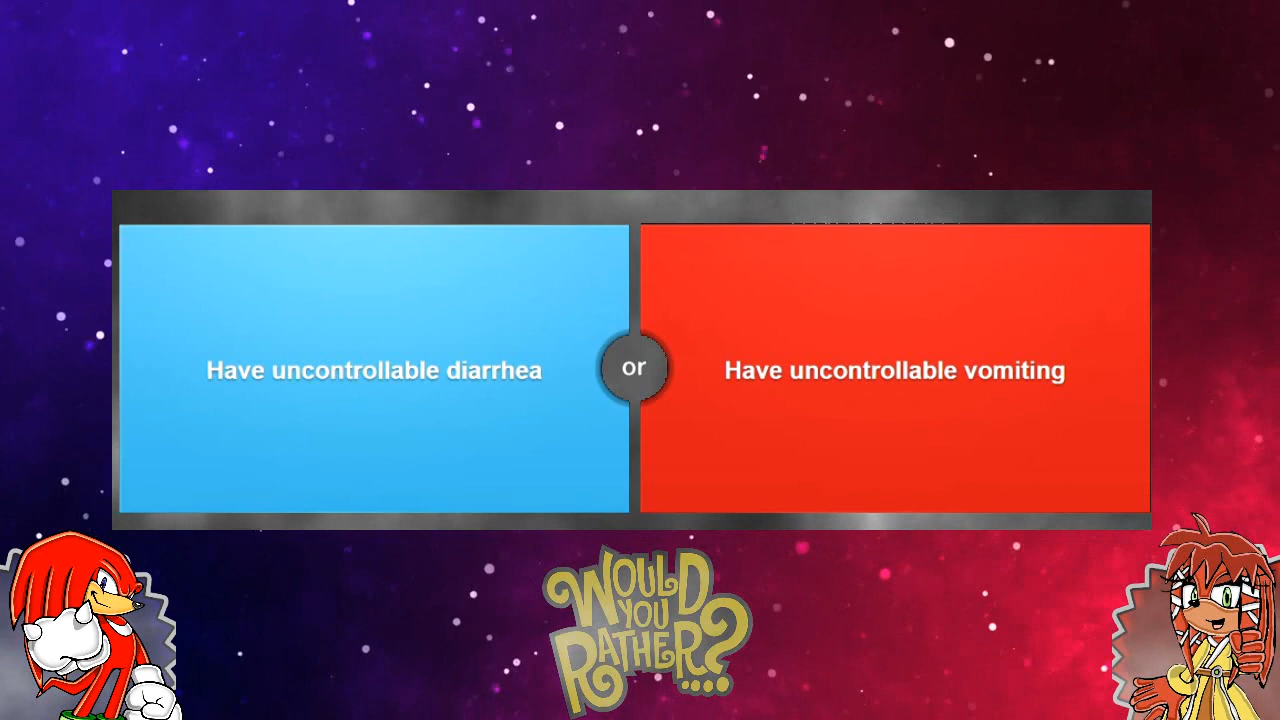 Have uncontrollable diarrhea
or
Have uncontrollable vomiting
WOULD
YOU
RATHER..?